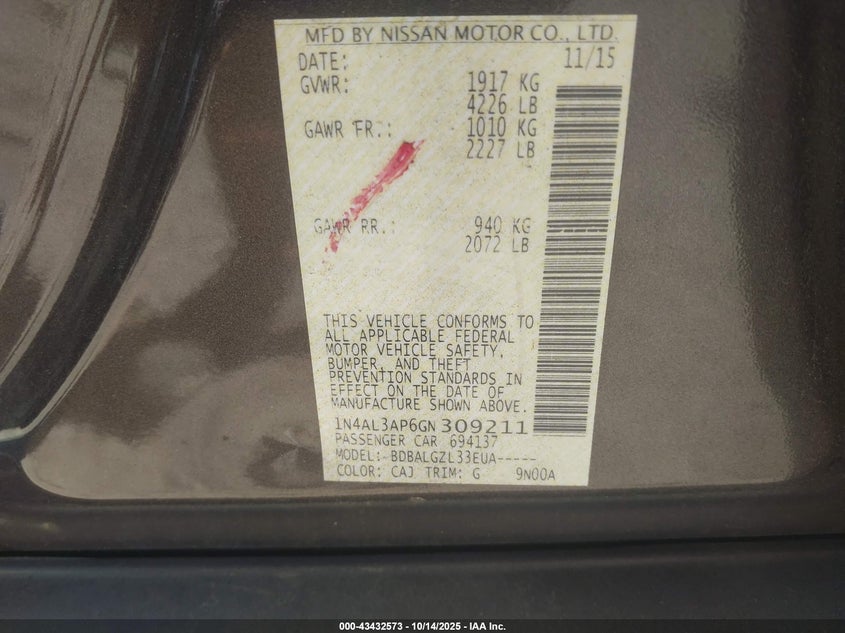 MFD BY NISSAN MOTOR CO., LTD.
DATE: 11/15
GVWR: 1917 KG
4226 LB
GAWR FR.: 1010 KG
2227 LB
GAWR RR.: 940 KG
2072 LB
THIS VEHICLE CONFORMS TO
ALL APPLICABLE FEDERAL
MOTOR VEHICLE SAFETY,
BUMPER, AND THEFT
PREVENTION STANDARDS IN
EFFECT ON THE DATE OF
MANUFACTURE SHOWN ABOVE.
1N4AL3AP6GN 309211
PASSENGER CAR 694137
MODEL: BDBALGZL33EUA-----
COLOR: CAJ TRIM: G 9N00A
000-43432573 - 10/14/2025 - IAA Inc.